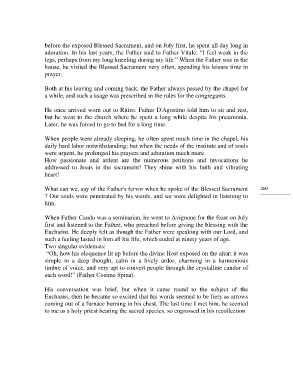 before the exposed Blessed Sacrament, and on July first, he spent all day long in
adoration. In his last years, the Father said to Father Vitale: "I feel weak in the
legs, perhaps from my long kneeling during my life." When the Father was in the
house, he visited the Blessed Sacrament very often, spending his leisure time in
prayer.
Both at his leaving and coming back, the Father always passed by the chapel for
a while, and such a usage was prescribed in the rules for the congregants.
He once arrived worn out to Ritiro. Father D'Agostino told him to sit and rest,
but he went to the church where he spent a long while despite his pneumonia.
Later, he was forced to go to bed for a long time.
When people were already sleeping, he often spent much time in the chapel, his
daily hard labor notwithstanding; but when the needs of the institute and of souls
were urgent, he prolonged his prayers and adoration much more.
How passionate and ardent are the numerous petitions and invocations he
addressed to Jesus in the sacrament! They shine with his faith and vibrating
heart!
What can we, say of the Father's fervor when he spoke of the Blessed Sacrament
? Our souls were penetrated by his words, and we were delighted in listening to
him.
260
When Father Caudo was a seminarian, he went to Avignone for the feast on July
first and listened to the Father, who preached before giving the blessing with the
Eucharist. He deeply felt as though the Father were speaking with our Lord, and
such a feeling lasted in him all his life, which ended at ninety years of age.
Two singular evidences:
"Oh, how his eloquence lit up before the divine Host exposed on the altar: it was
simple in a deep thought, calm in a lively ardor, charming in a harmonious
timbre of voice, and very apt to convey people through the crystalline candor of
each word!" (Father Cosimo Spina).
His conversation was brief, but when it came round to the subject of the
Eucharist, then he became so excited that his words seemed to be fiery as arrows
coming out of a furnace burning in his chest. The last time I met him, he seemed
to me as a holy priest hearing the sacred species, so engrossed in his recollection